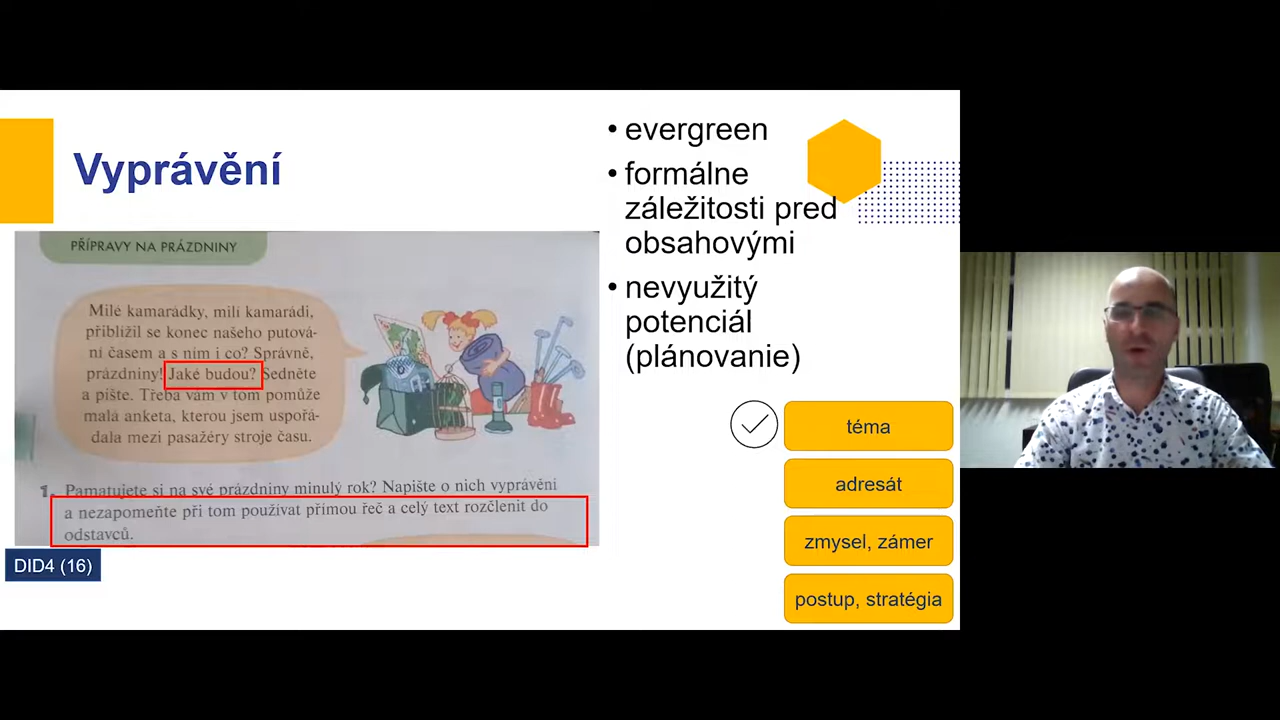 Vyprávění
PŘÍPRAVY NA PRÁZDNINY
Milé kamarádky, milí kamarádi,
přiblížil se konec našeho putová-
ní časem a s ním i co? Správně,
prázdniny! Jaké budou? Sedněte
a pište. Třeba vám v tom pomůže
malá anketa, kterou jsem uspořá-
dala mezi pasažéry stroje času.
1. Pamatujete si na své prázdniny minulý rok? Napište o nich vyprávění
a nezapomeňte při tom používat přímou řeč a celý text rozčlenit do
odstavců.
DID4 (16)
• evergreen
• formálne
záležitosti pred
obsahovými
• nevyužitý
potenciál
(plánovanie)
téma
adresát
zmysel, zámer
postup, stratégia